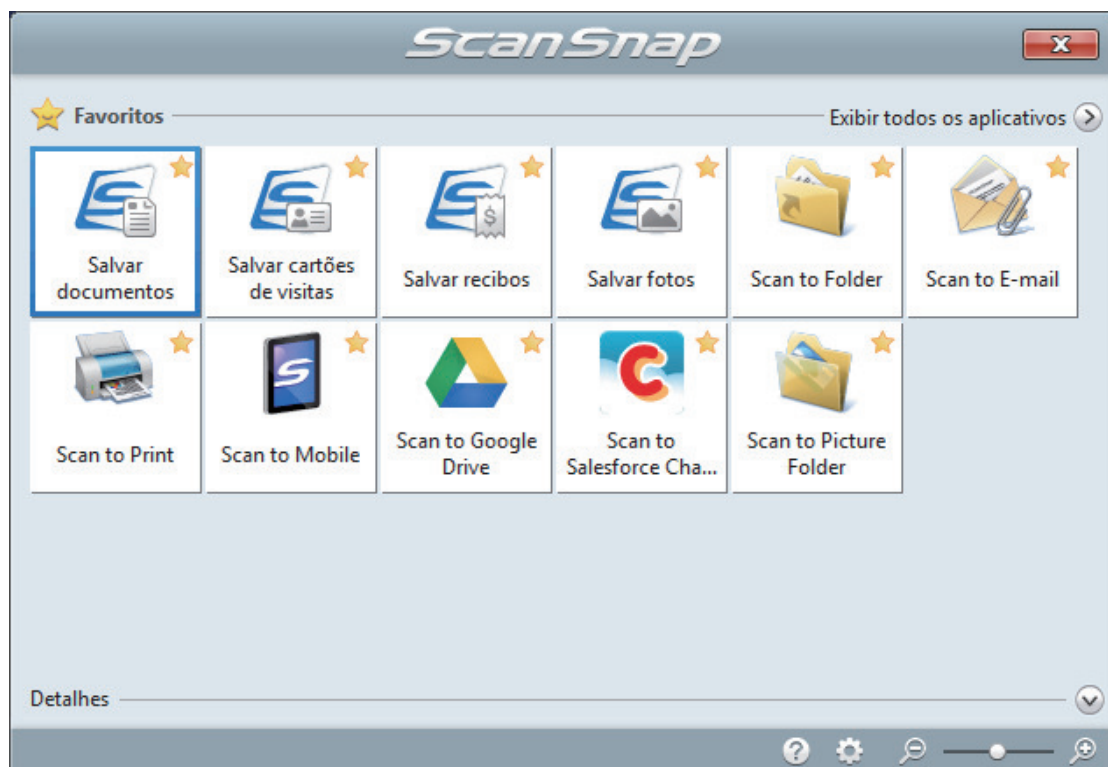 ScanSnap
Favoritos
Exibir todos os aplicativos
Salvar
documentos
Salvar cartões
de visitas
Salvar recibos
Salvar fotos
Scan to Folder
Scan to E-mail
Scan to Print
Scan to Mobile
Scan to Google
Drive
Scan to
Salesforce Cha...
Scan to Picture
Folder
Detalhes